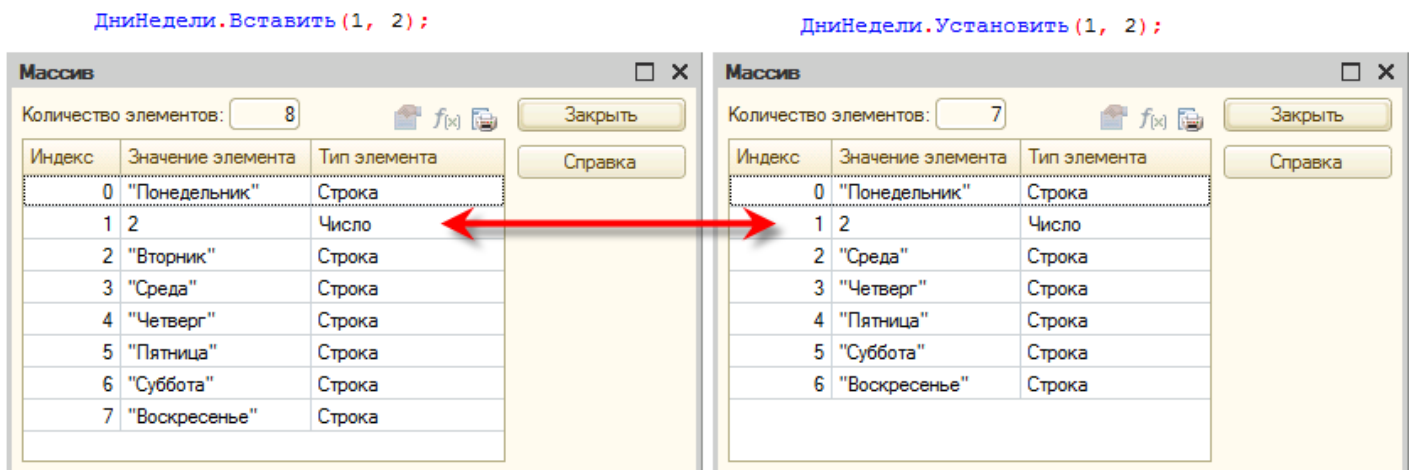 ДниНедели.Вставить(1, 2);
Массив
Количество элементов: 8
Закрыть
Индекс Значение элемента Тип элемента
Справка
0 "Понедельник" Строка
1 2 Число
2 "Вторник" Строка
3 "Среда" Строка
4 "Четверг" Строка
5 "Пятница" Строка
6 "Суббота" Строка
7 "Воскресенье" Строка
ДниНедели.Установить(1, 2);
Массив
Количество элементов: 7
Закрыть
Индекс Значение элемента Тип элемента
Справка
0 "Понедельник" Строка
1 2 Число
2 "Среда" Строка
3 "Четверг" Строка
4 "Пятница" Строка
5 "Суббота" Строка
6 "Воскресенье" Строка